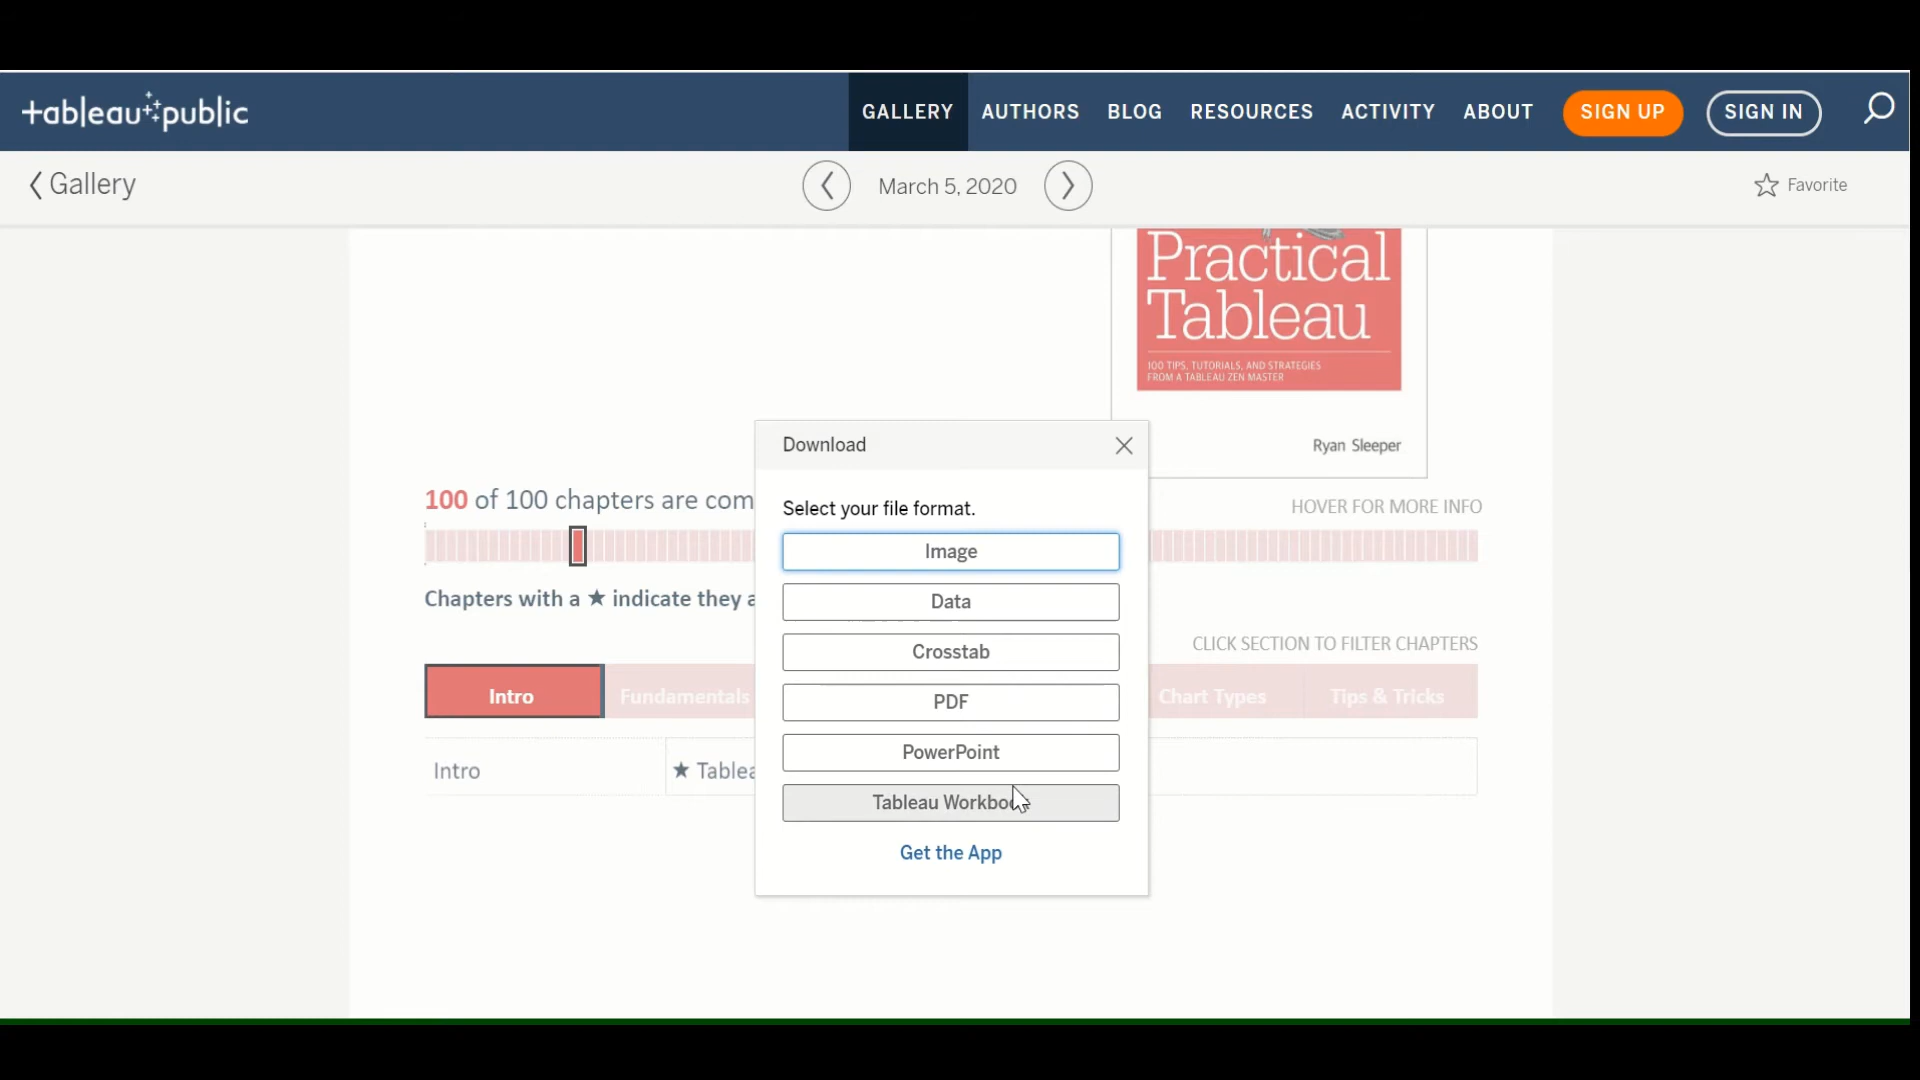 tableau public
GALLERY AUTHORS BLOG RESOURCES ACTIVITY ABOUT SIGN UP SIGN IN
Gallery
March 5, 2020
Favorite
Practical
Tableau
100 TIPS, TUTORIALS, AND STRATEGIES
FROM A TABLEAU ZEN MASTER
Ryan Sleeper
Download
Select your file format.
Image
Data
Crosstab
PDF
PowerPoint
Tableau
Get the App
100 of 100 chapters are com
HOVER FOR MORE INFO
Chapters with a ★ indicate they a
CLICK SECTION TO FILTER CHAPTERS
Intro Fundamentals Chart Types Tips & Tricks
Intro ★ Tablea